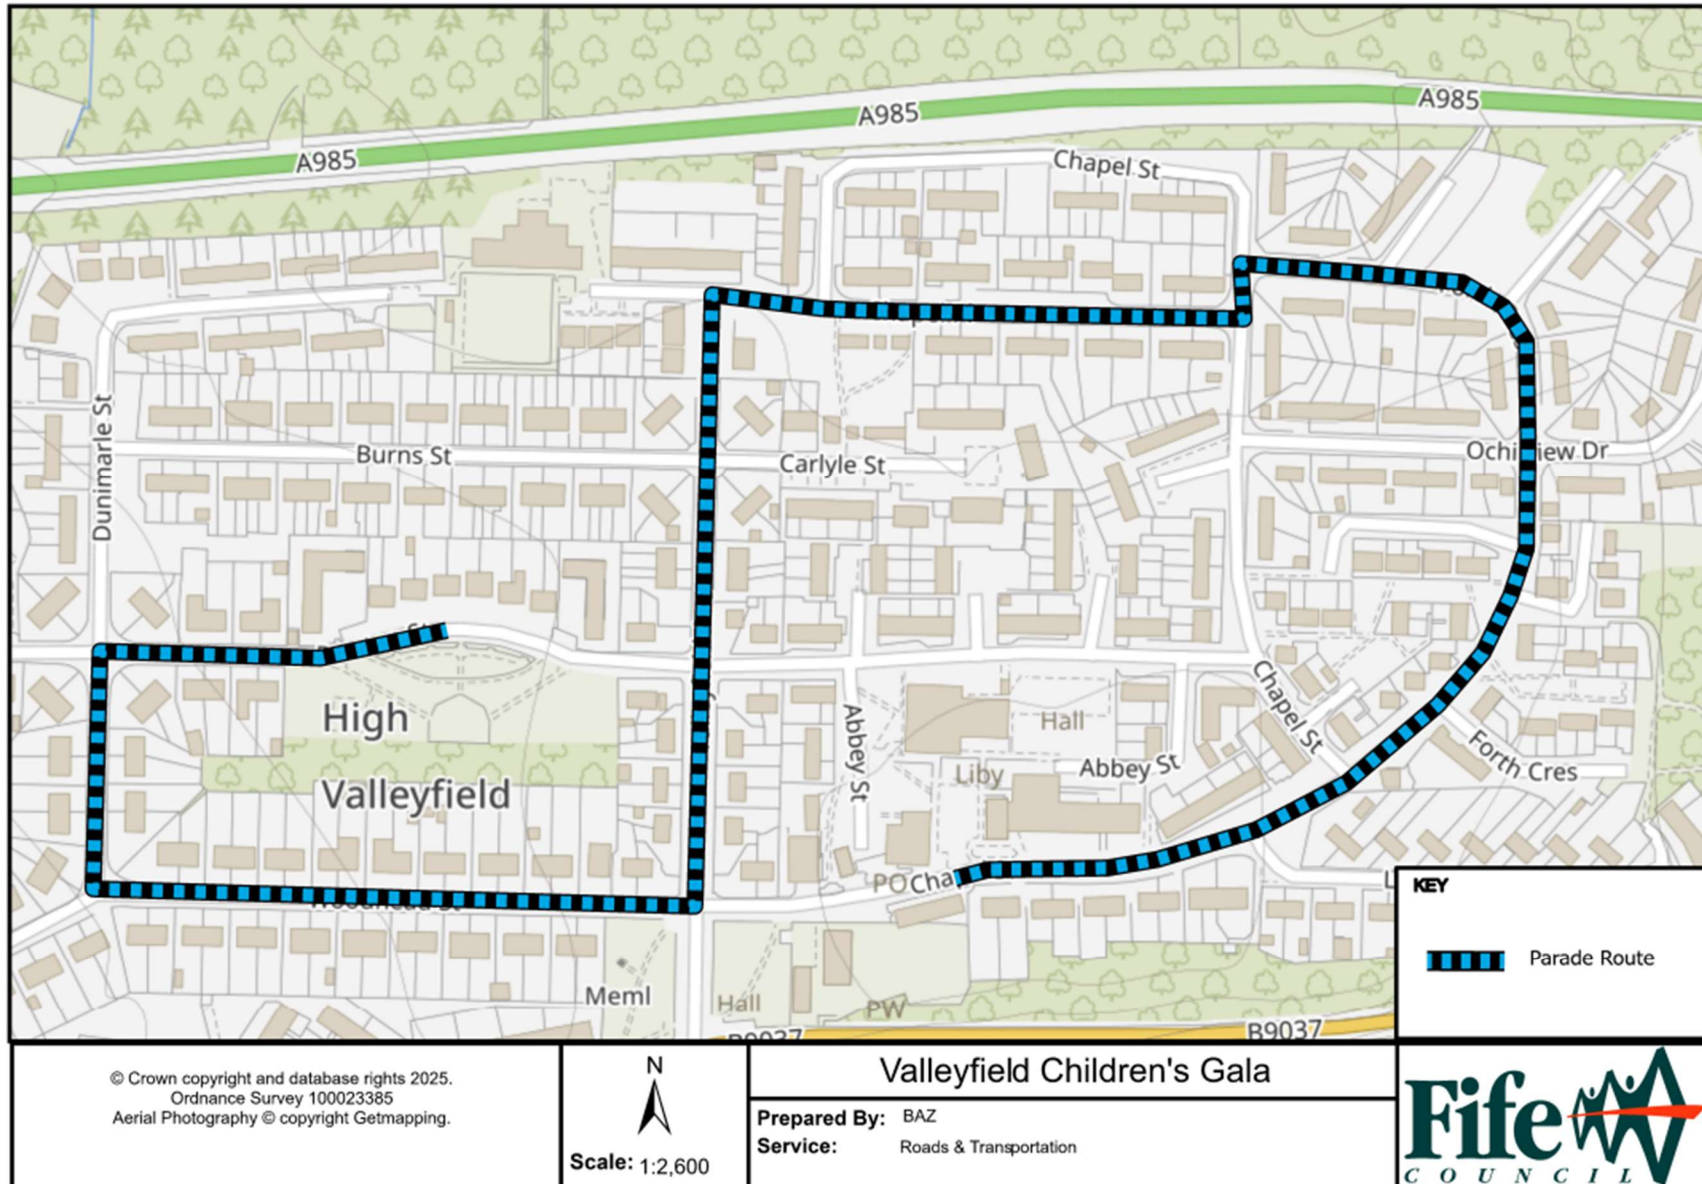 A985
A985
A985
Chapel St
Dunimarle St
Burns St
Carlyle St
Ochilview Dr
High
Valleyfield
Abbey St
Hall
Liby
Abbey St
Chapel St
Forth Cres
PO
Cha
Meml
Hall
PW
B9037
B9037
KEY
Parade Route
© Crown copyright and database rights 2025.
Ordnance Survey 100023385
Aerial Photography © copyright Getmapping.
N
Scale: 1:2,600
Valleyfield Children's Gala
Prepared By: BAZ
Service: Roads & Transportation
Fife
COUNCIL